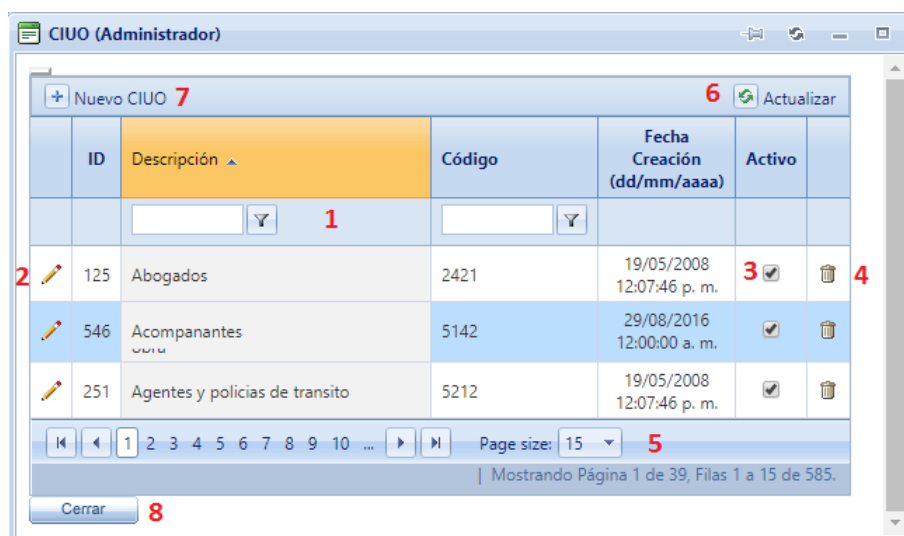 CIUO (Administrador)
Nuevo CIUO 7
6 Actualizar
ID
Descripción
Código
Fecha
Creación
(dd/mm/aaaa)
Activo
1
2 125 Abogados 2421 19/05/2008
12:07:46 p. m. 3 4
546 Acompanantes 5142 29/08/2016
12:00:00 a. m.
251 Agentes y policias de transito 5212 19/05/2008
12:07:46 p. m.
1 2 3 4 5 6 7 8 9 10 ... Page size: 15 5
| Mostrando Página 1 de 39, Filas 1 a 15 de 585.
Cerrar 8